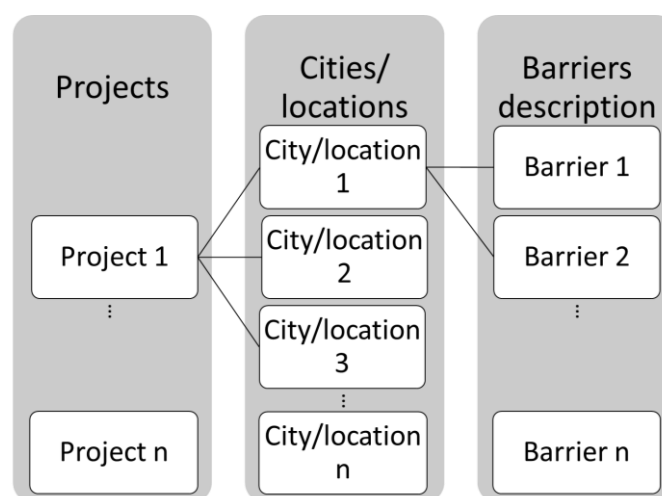 Projects
Project 1
...
Project n
Cities/
locations
City/location
1
City/location
2
City/location
3
...
City/location
n
Barriers
description
Barrier 1
Barrier 2
...
Barrier n